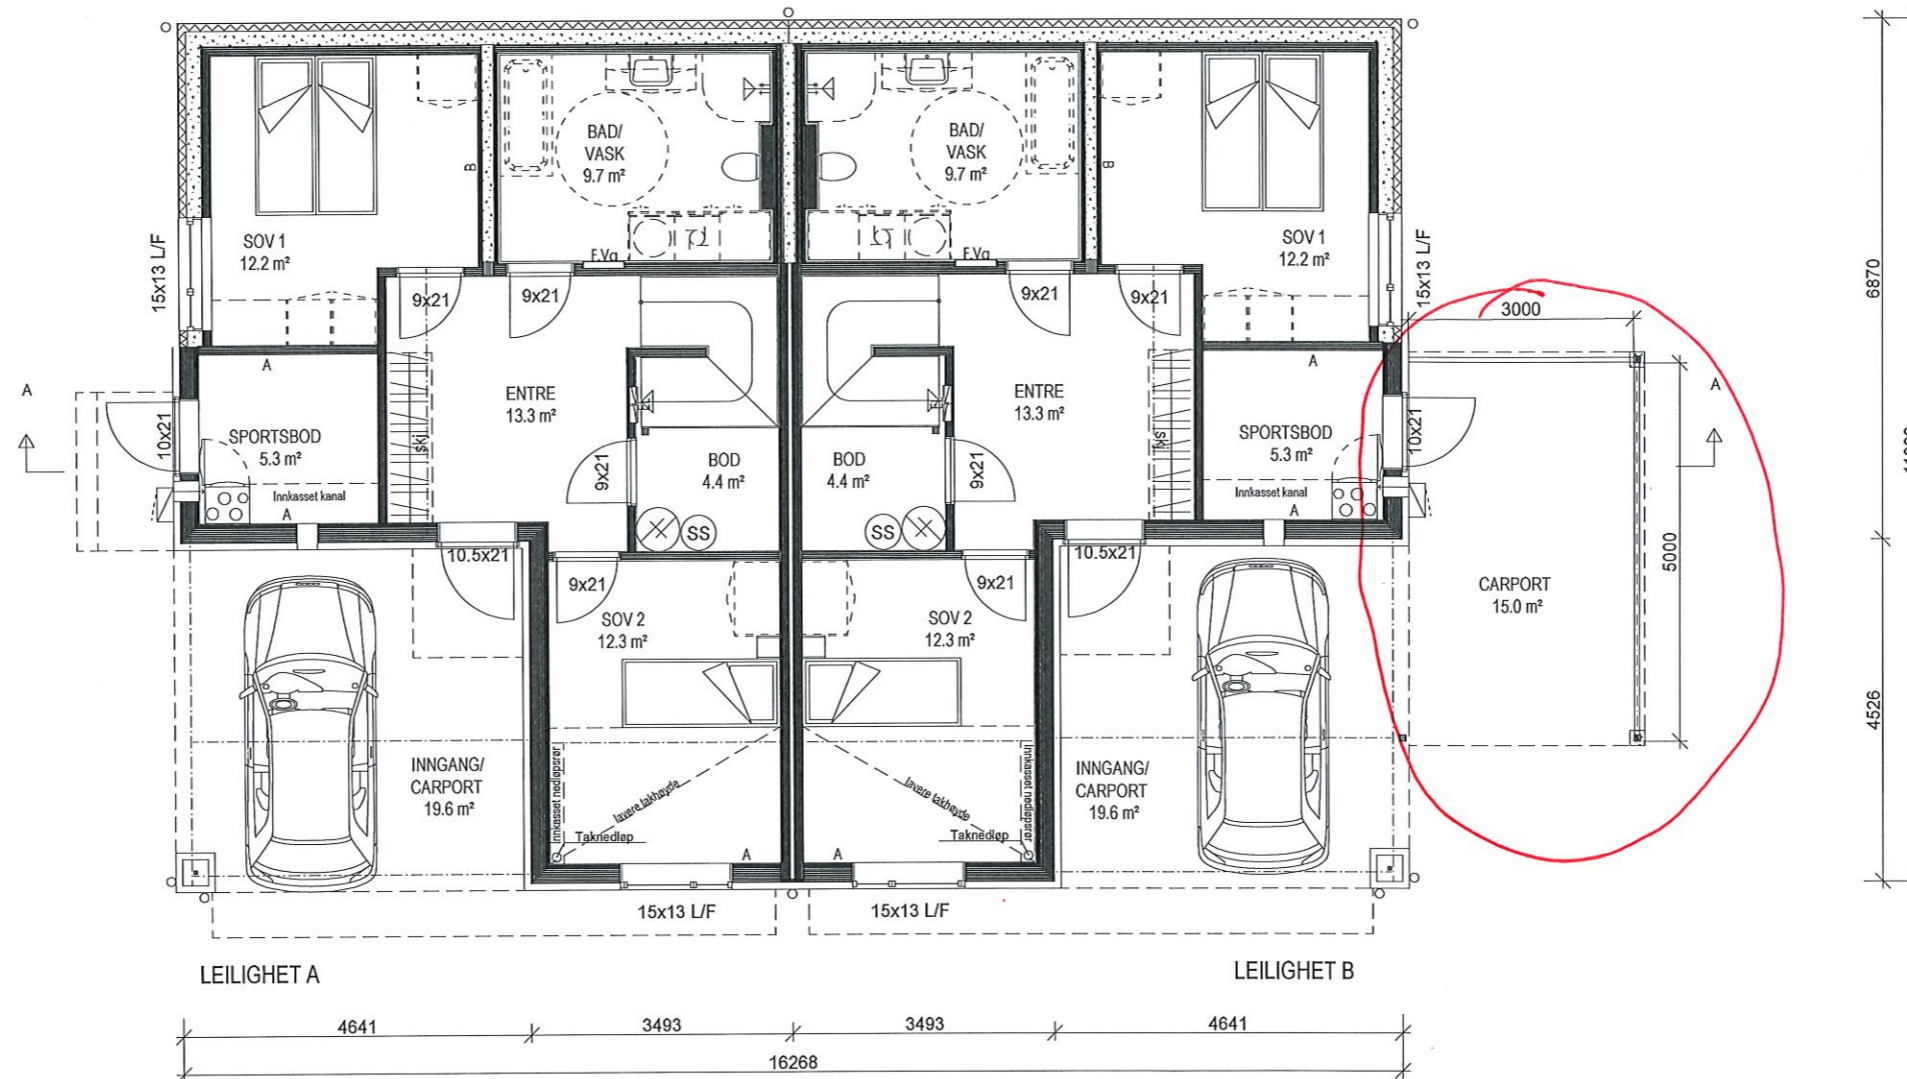 BAD/
VASK
9.7 m²
BAD/
VASK
9.7 m²
B
B
SOV 1
12.2 m²
SOV 1
12.2 m²
15x13 L/F
15x13 L/F
F.Vg
F.Vg
9x21
9x21
9x21
9x21
3000
6870
A
A
A
A
ENTRE
13.3 m²
ENTRE
13.3 m²
10x21
10x21
SPORTSBOD
5.3 m²
SPORTSBOD
5.3 m²
skj
skj
9x21
9x21
BOD
4.4 m²
BOD
4.4 m²
Innkasset kanal
Innkasset kanal
A
A
SS
SS
10.5x21
10.5x21
5000
9x21
9x21
CARPORT
15.0 m²
SOV 2
12.3 m²
SOV 2
12.3 m²
4526
INNGANG/
CARPORT
19.6 m²
INNGANG/
CARPORT
19.6 m²
Innkasset nedløpsrør
Innkasset nedløpsrør
lavere takhøyde
lavere takhøyde
Taknedløp
Taknedløp
A
A
15x13 L/F
15x13 L/F
LEILIGHET A
LEILIGHET B
4641
3493
3493
4641
16268